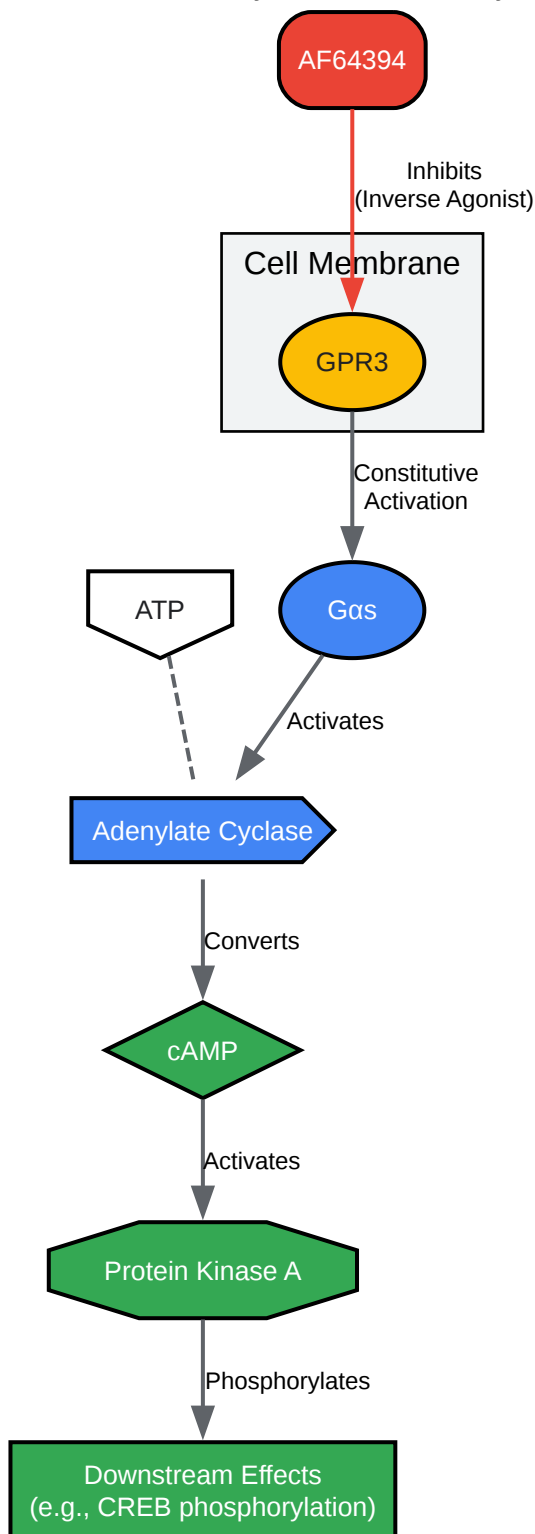 AF64394
Inhibits
(Inverse Agonist)
Cell Membrane
GPR3
Constitutive
Activation
ATP
Gαs
Activates
Adenylate Cyclase
Converts
cAMP
Activates
Protein Kinase A
Phosphorylates
Downstream Effects
(e.g., CREB phosphorylation)